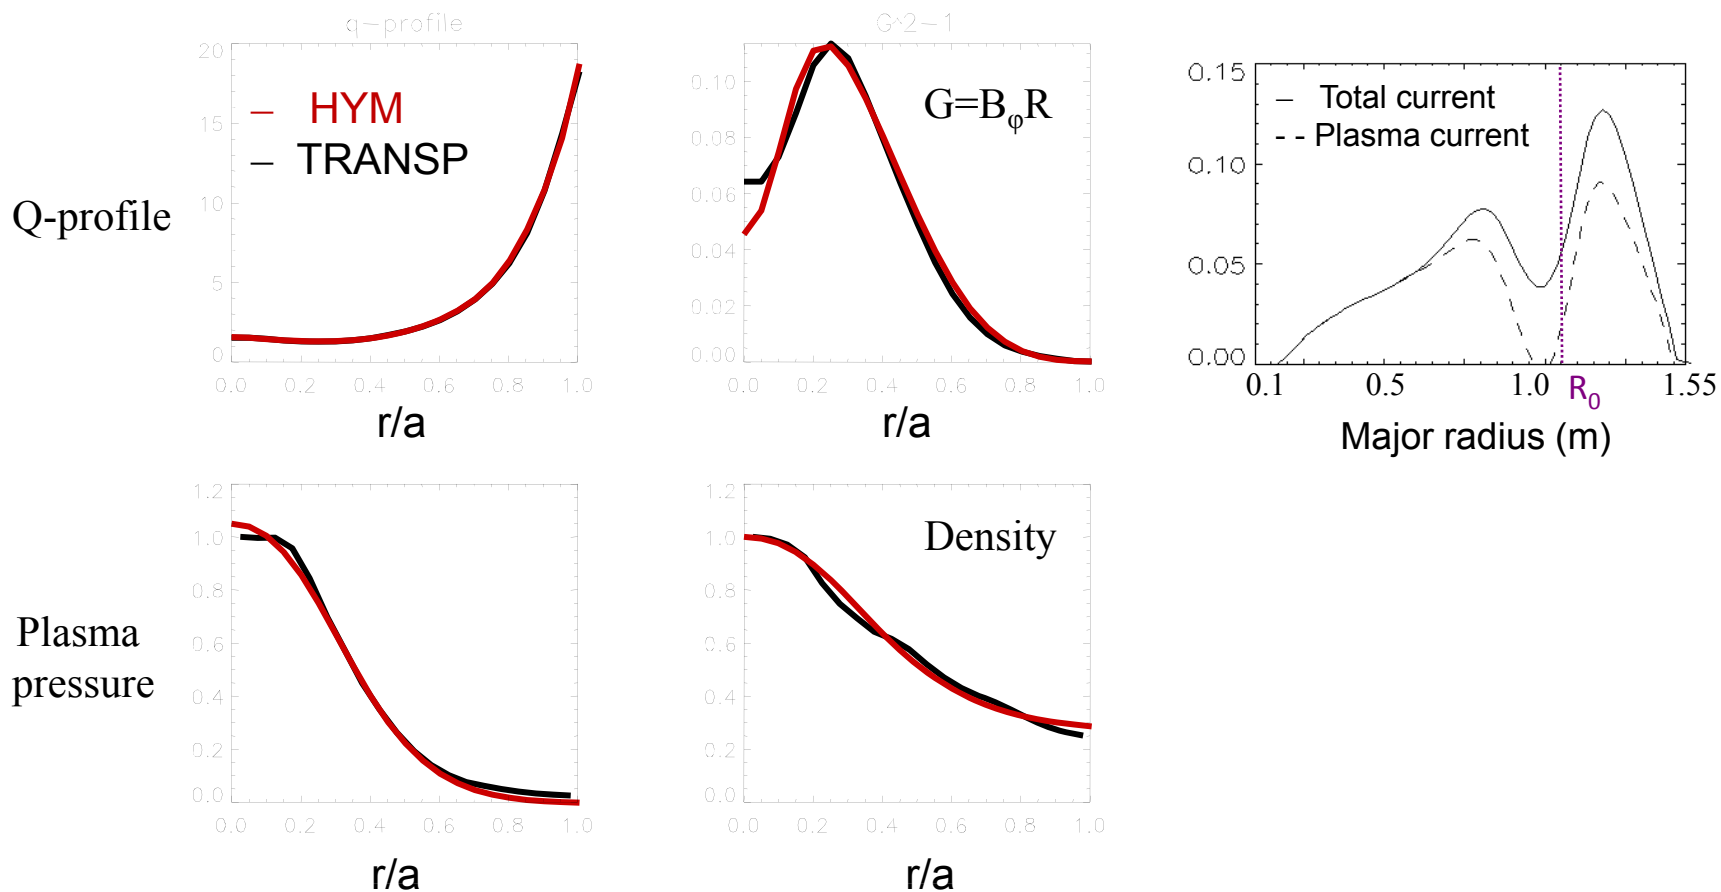 q-profile
20
15
10
5
0
0.0 0.2 0.4 0.6 0.8 1.0
r/a
— HYM
— TRANSP
Q-profile
G^2-1
0.10
0.08
0.06
0.04
0.02
0.00
0.0 0.2 0.4 0.6 0.8 1.0
r/a
G=BφR
0.15
0.10
0.05
0.00
— Total current
-- Plasma current
0.1 0.5 1.0 R0 1.55
Major radius (m)
Plasma
pressure
1.2
1.0
0.8
0.6
0.4
0.2
0.0
0.0 0.2 0.4 0.6 0.8 1.0
r/a
Density
1.2
1.0
0.8
0.6
0.4
0.2
0.0
0.0 0.2 0.4 0.6 0.8 1.0
r/a